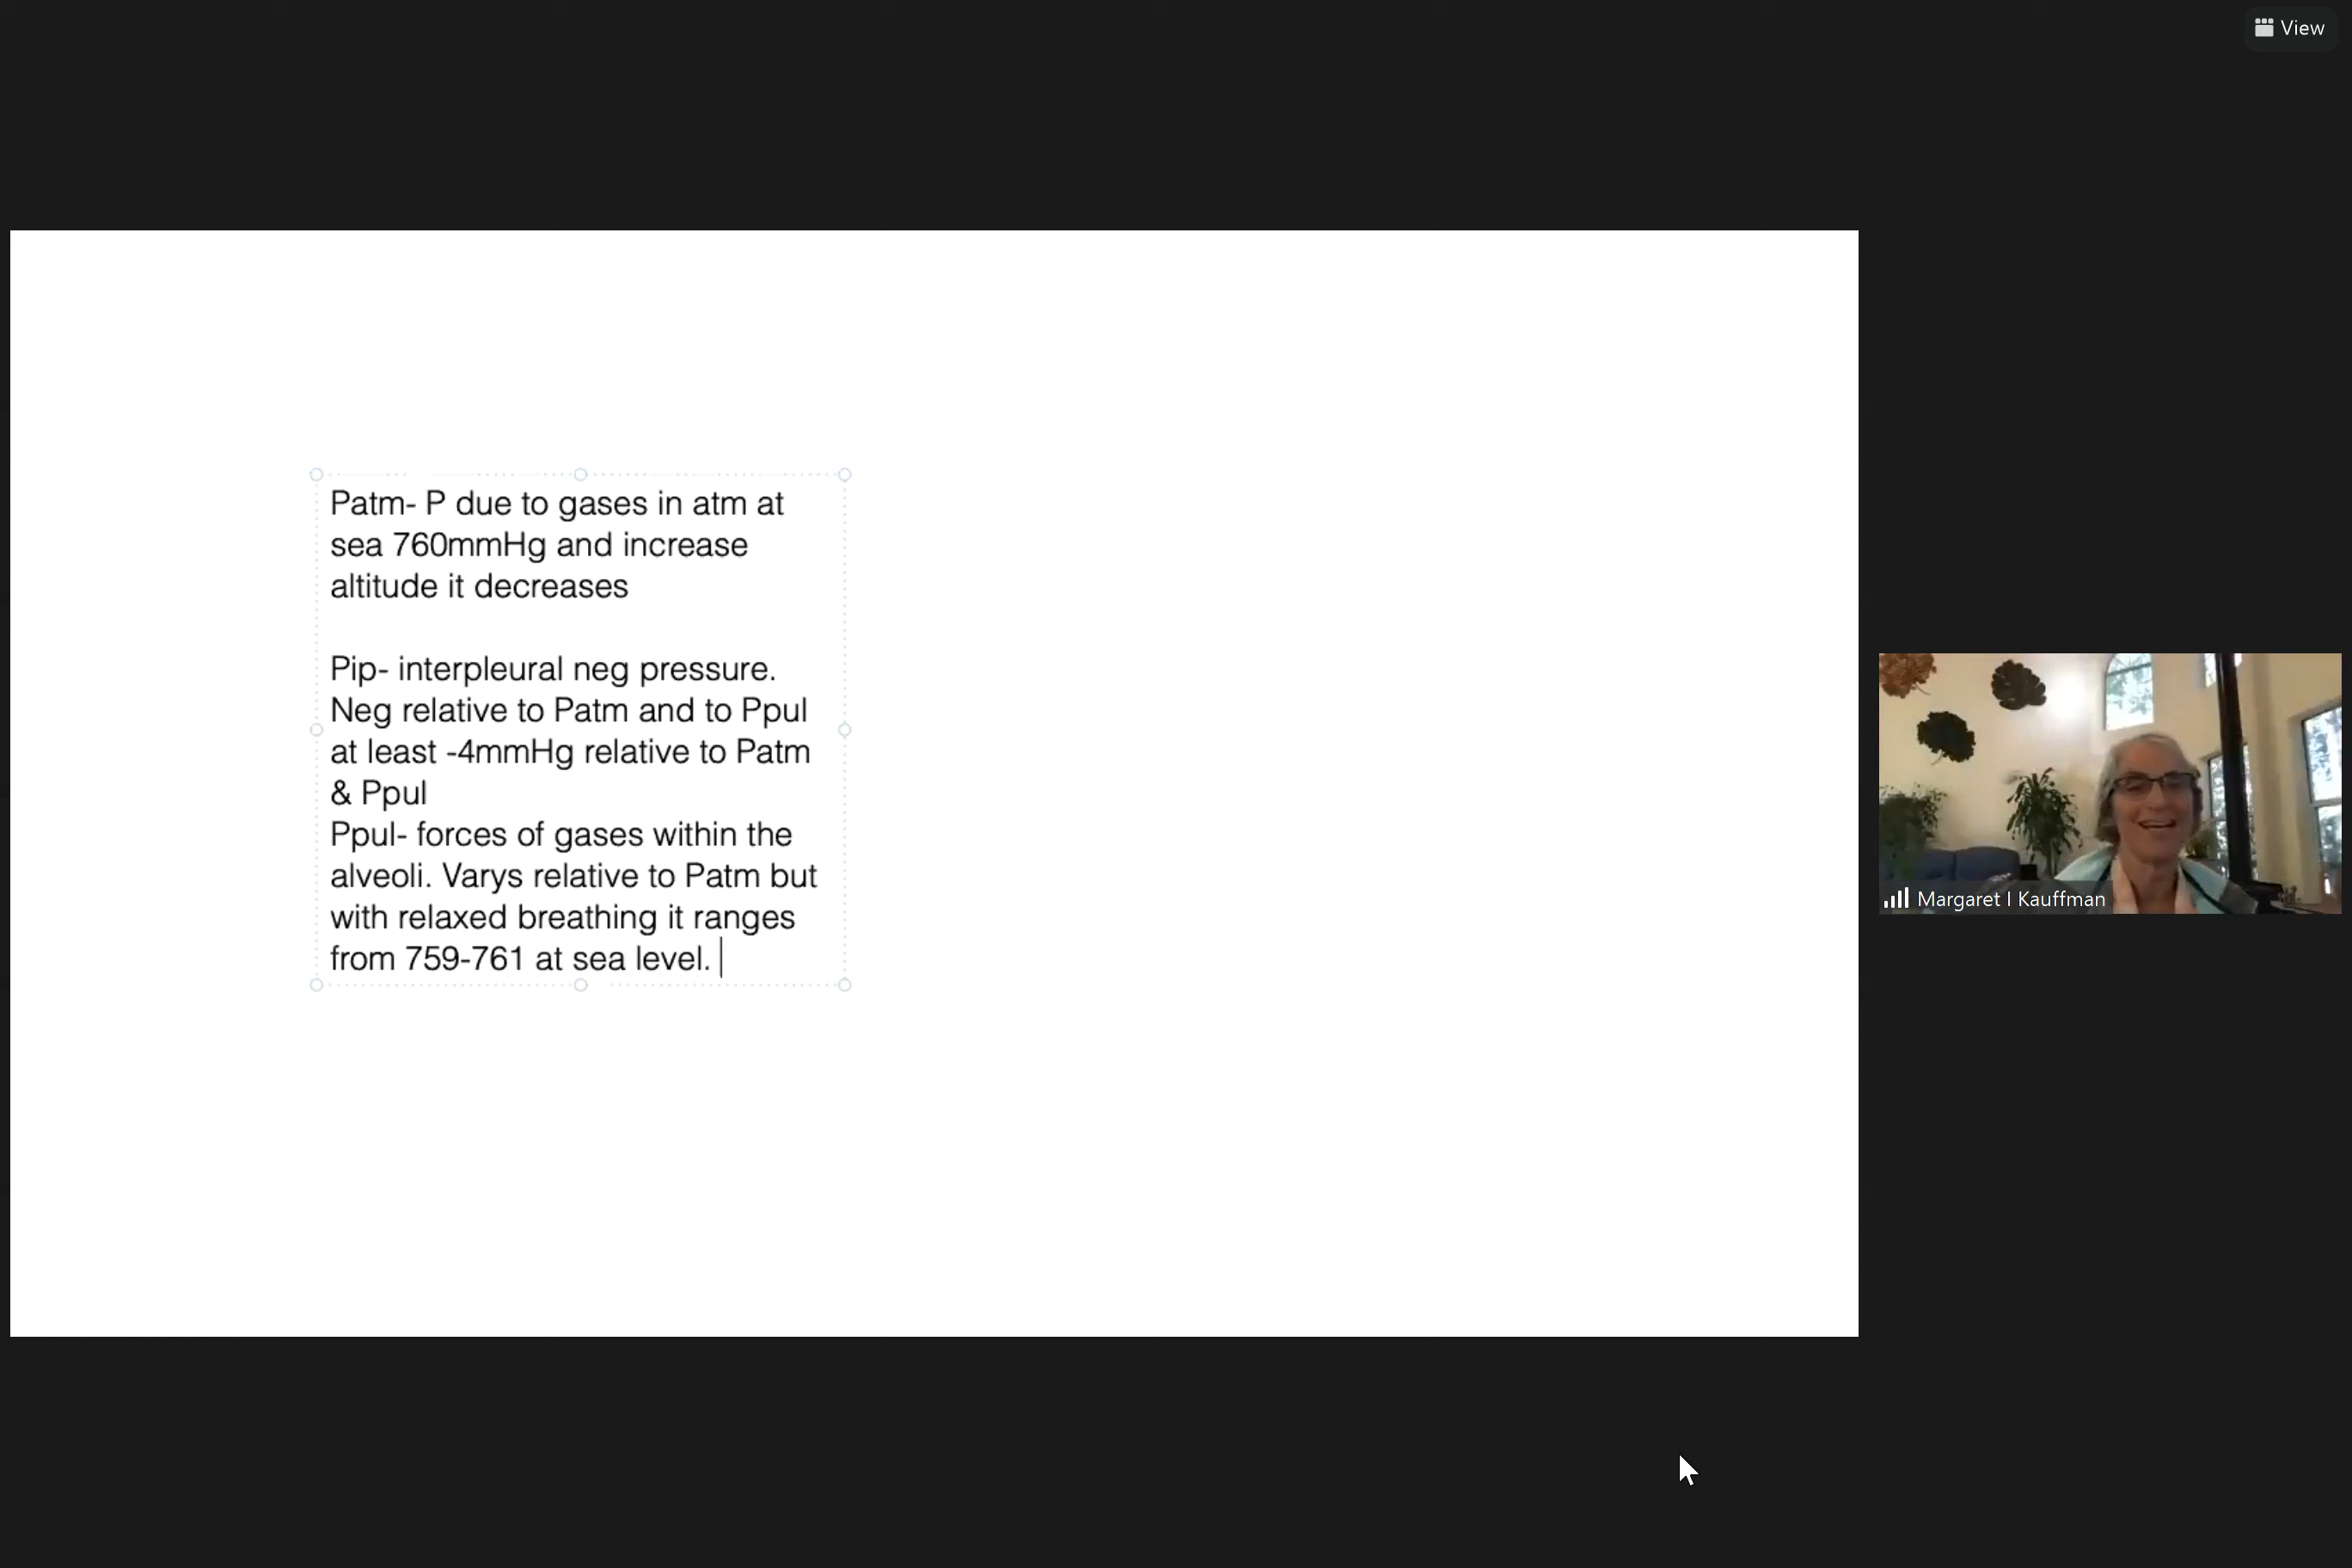 View
Patm- P due to gases in atm at
sea 760mmHg and increase
altitude it decreases
Pip- interpleural neg pressure.
Neg relative to Patm and to Ppul
at least -4mmHg relative to Patm
& Ppul
Ppul- forces of gases within the
alveoli. Varys relative to Patm but
with relaxed breathing it ranges
from 759-761 at sea level.
Margaret I Kauffman